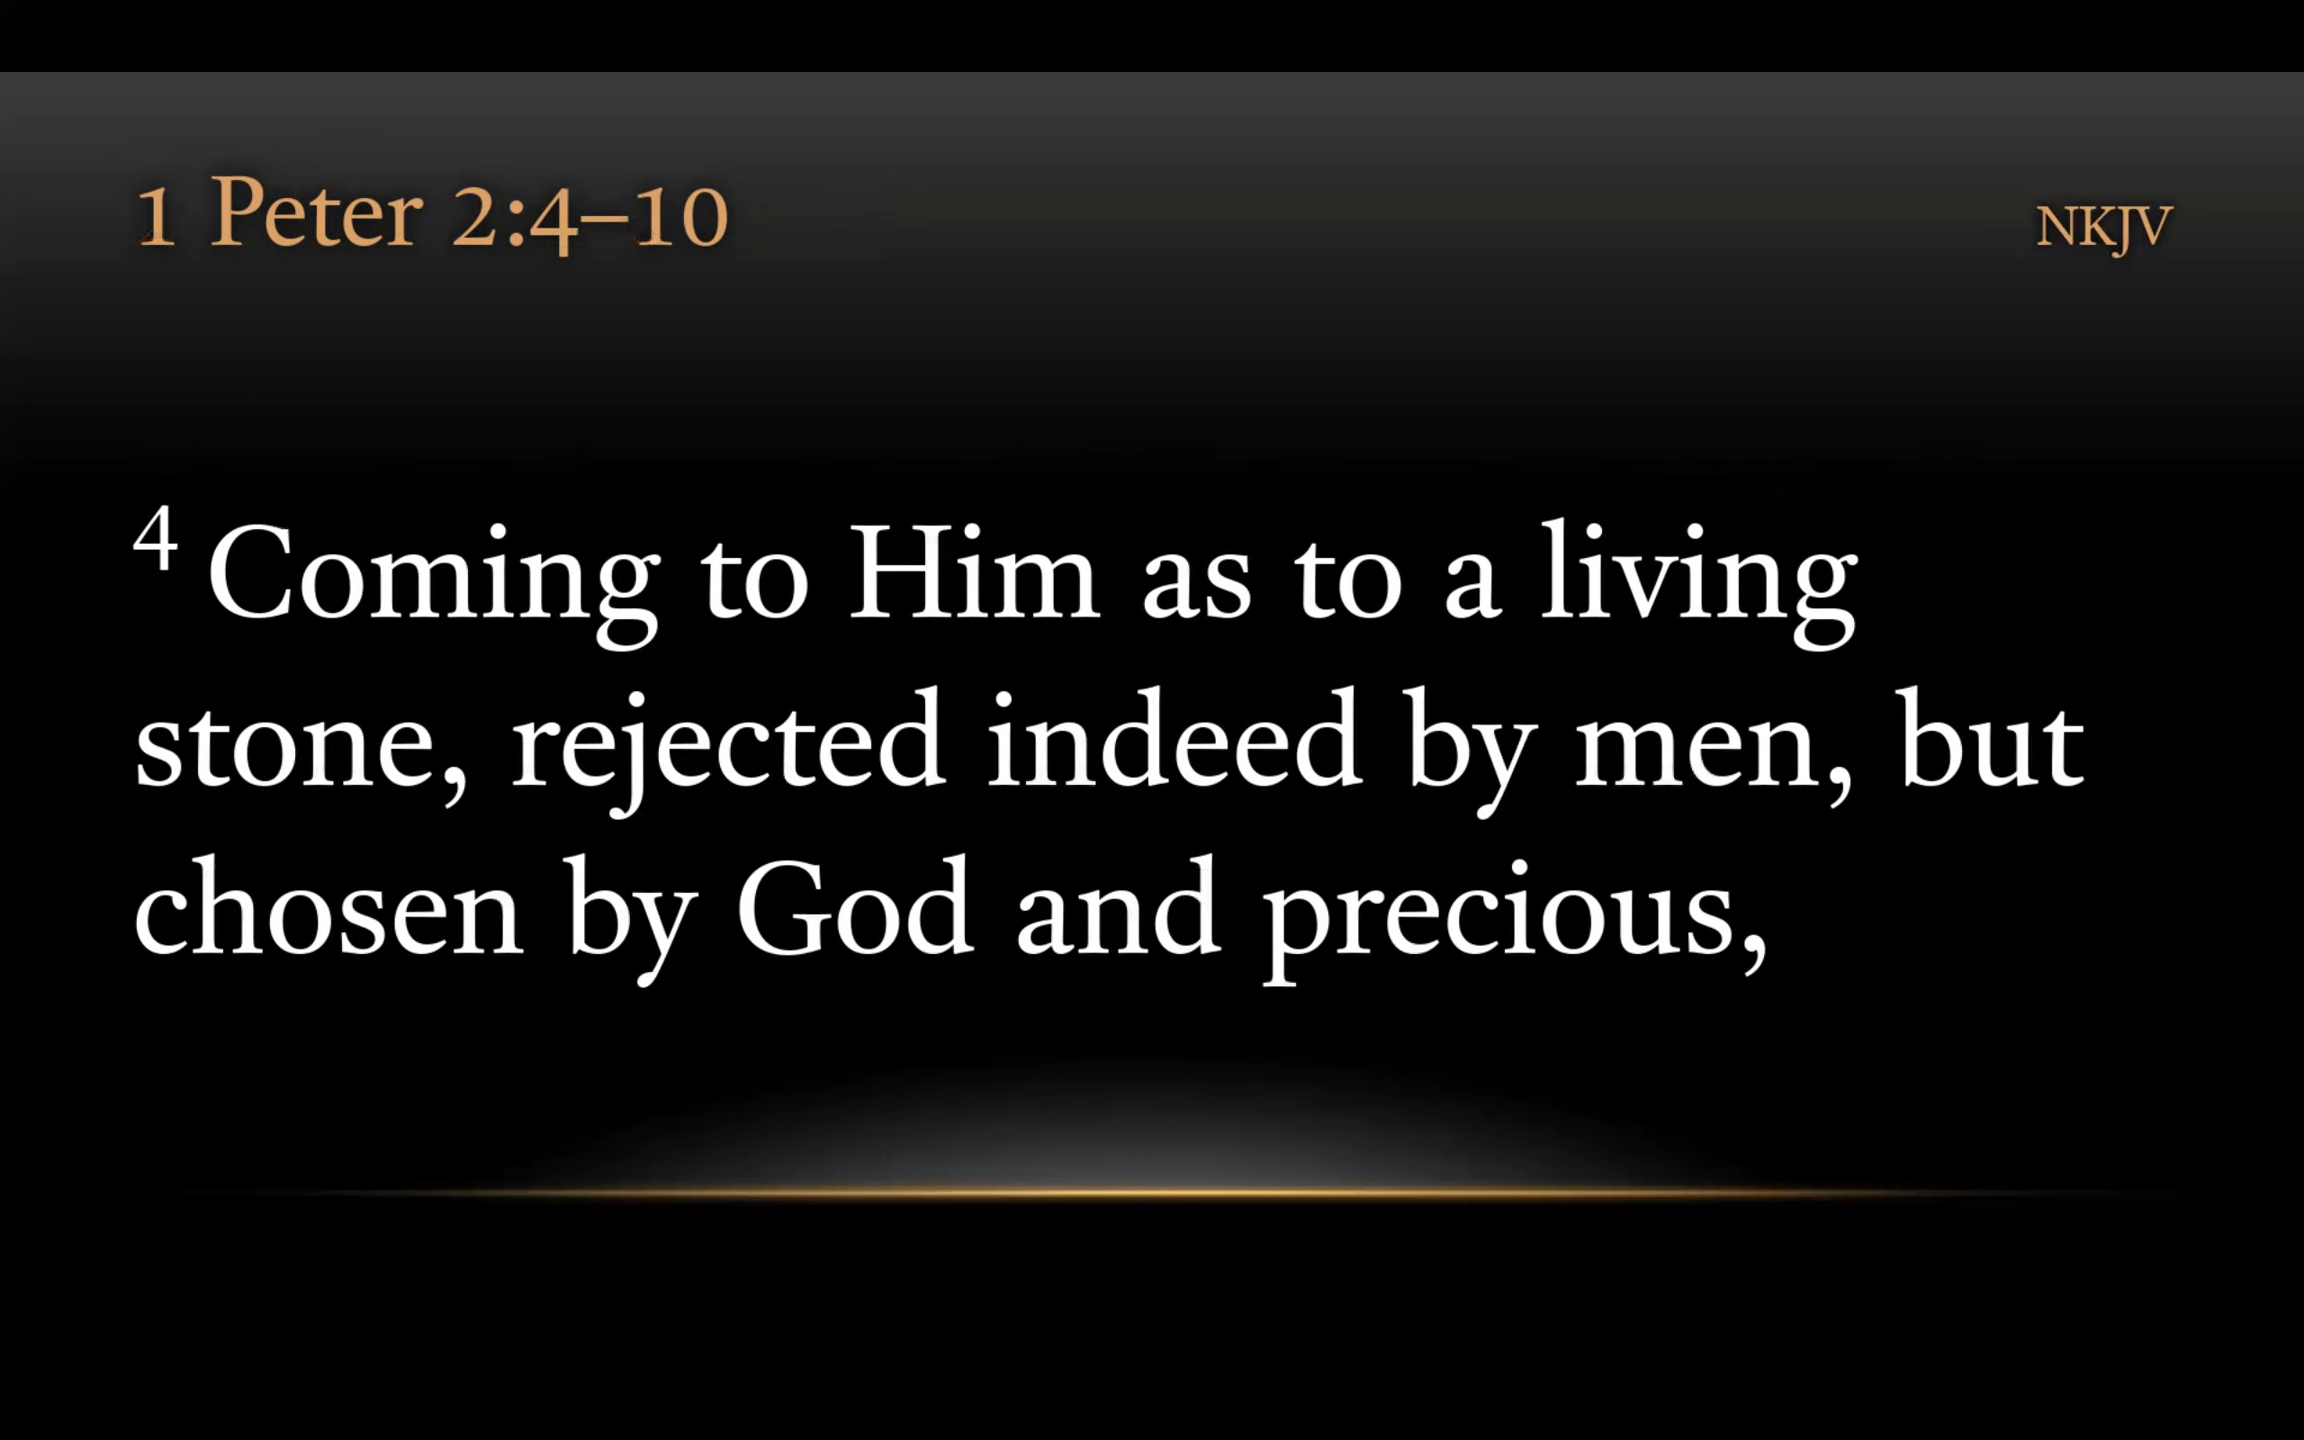 1 Peter 2:4–10
NKJV
4 Coming to Him as to a living
stone, rejected indeed by men, but
chosen by God and precious,